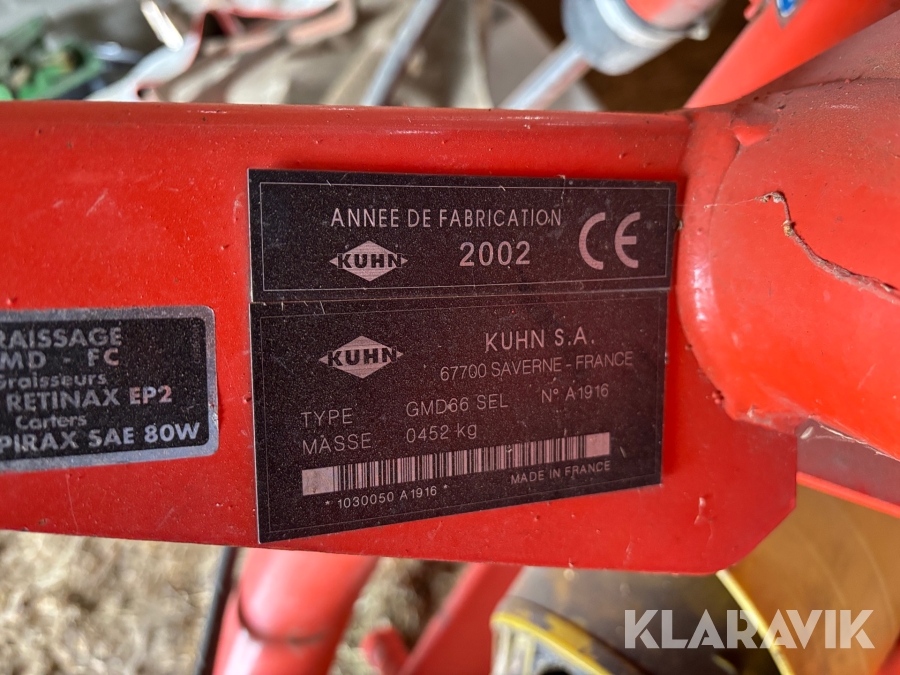 ANNEE DE FABRICATION
KUHN 2002 CE
KUHN KUHN S.A.
67700 SAVERNE - FRANCE
TYPE GMD66 SEL N° A1916
MASSE 0452 kg
* 1030050 A1916 * MADE IN FRANCE
RAISSAGE
MD - FC
Graisseurs
RETINAX EP2
Carters
PIRAX SAE 80W
KLARAVIK